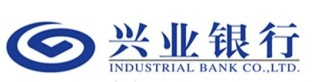 兴业银行
INDUSTRIAL BANK CO.,LTD.